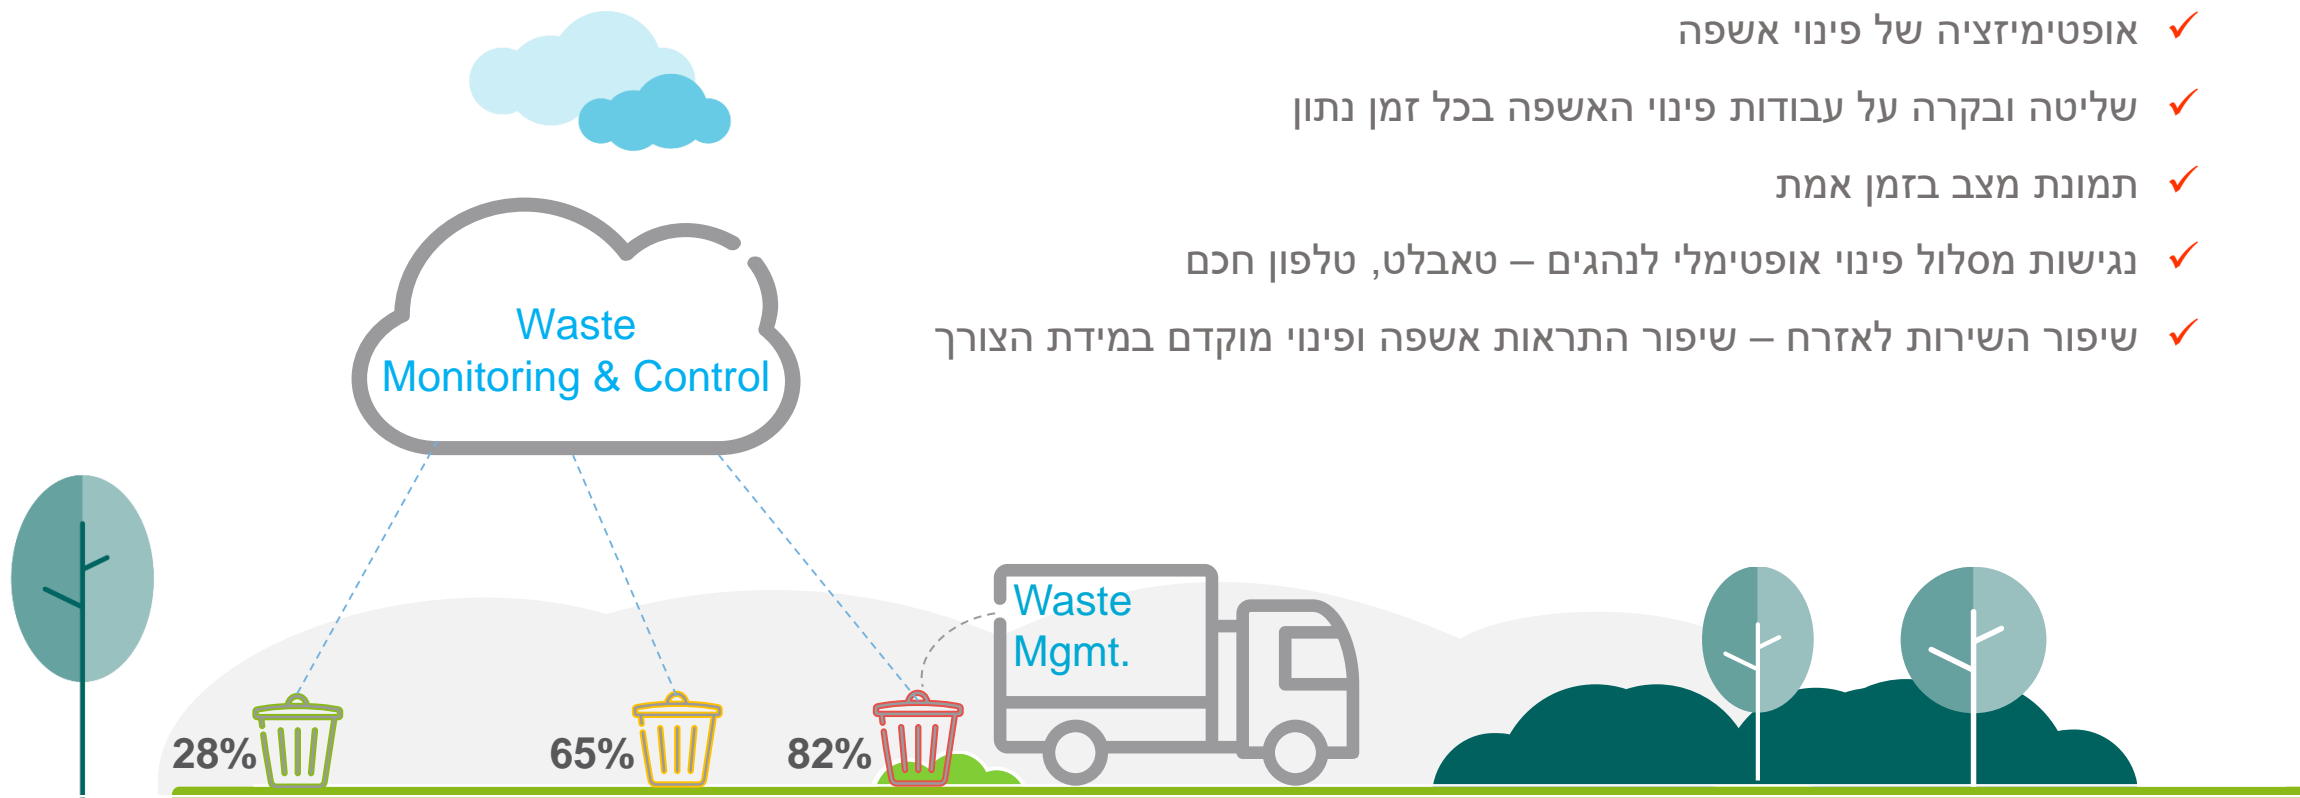 ✓ אופטימיזציה של פינוי אשפה
✓ שליטה ובקרה על עבודות פינוי האשפה בכל זמן נתון
✓ תמונת מצב בזמן אמת
✓ נגישות מסלול פינוי אופטימלי לנהגים – טאבלט, טלפון חכם
✓ שיפור השירות לאזרח – שיפור התראות אשפה ופינוי מוקדם במידת הצורך
Waste
Monitoring & Control
Waste
Mgmt.
28%
65%
82%